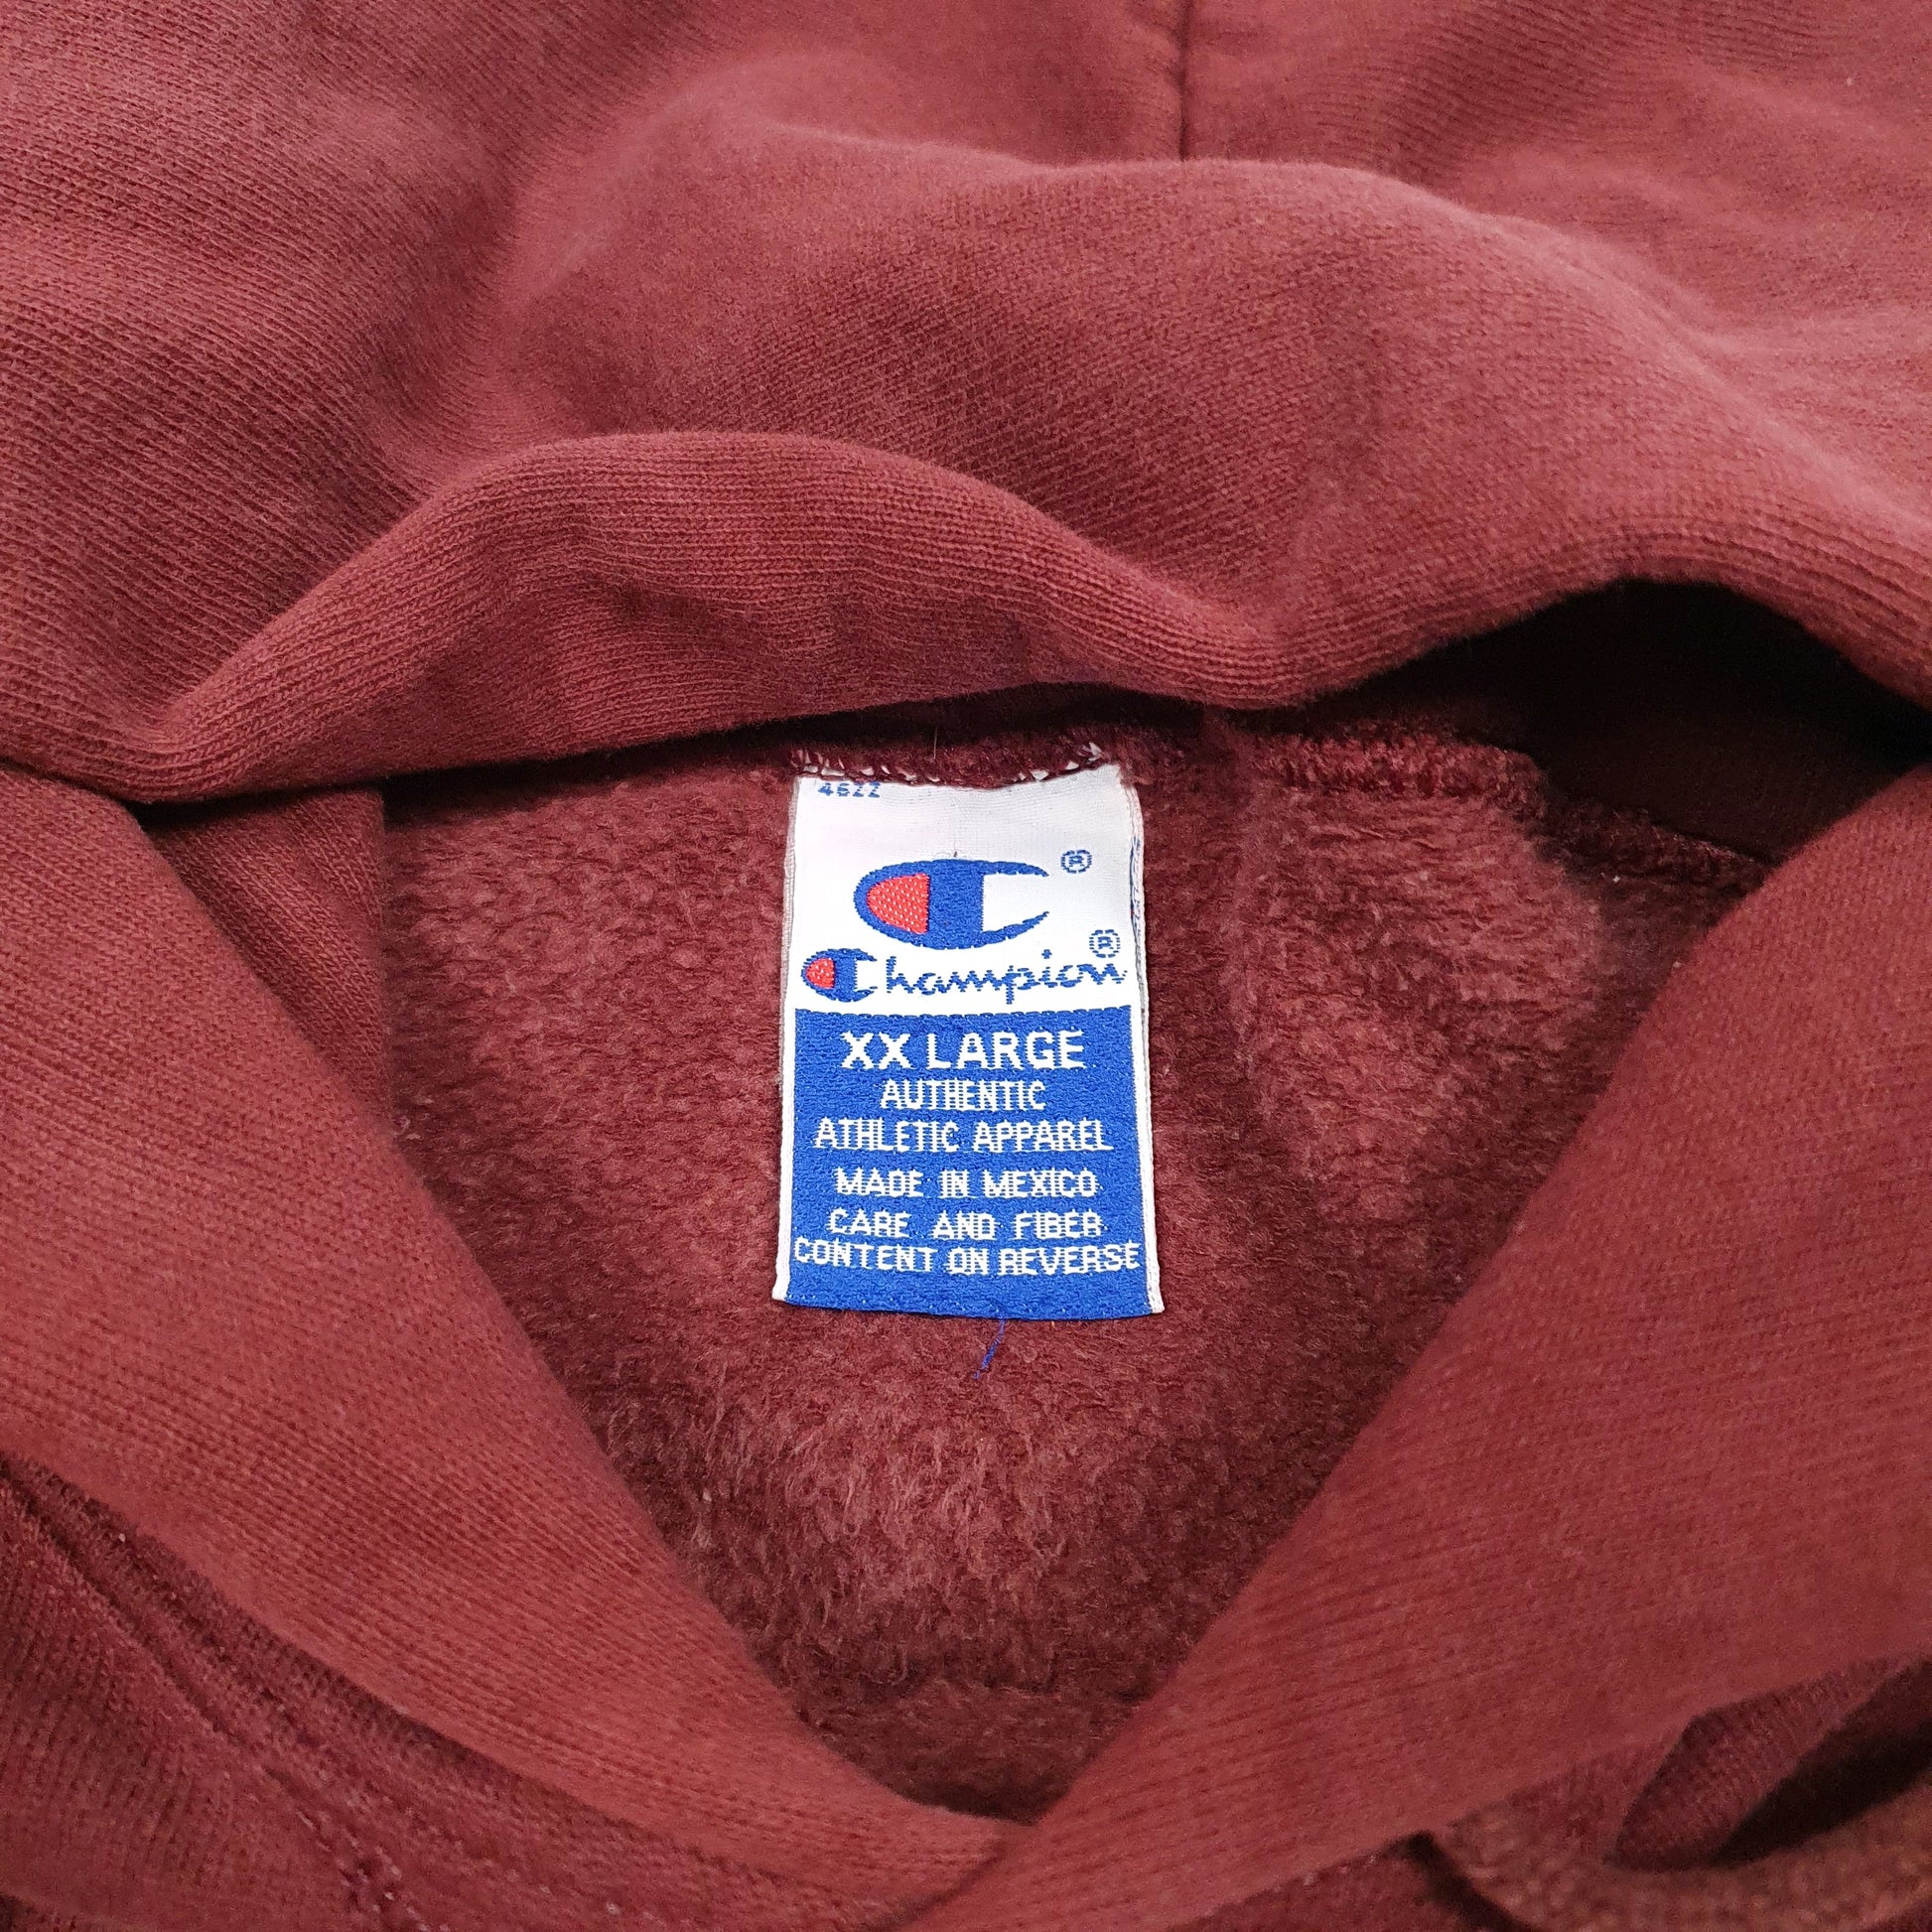 4622
®
Champion®
XX LARGE
AUTHENTIC
ATHLETIC APPAREL
MADE IN MEXICO
CARE AND FIBER
CONTENT ON REVERSE